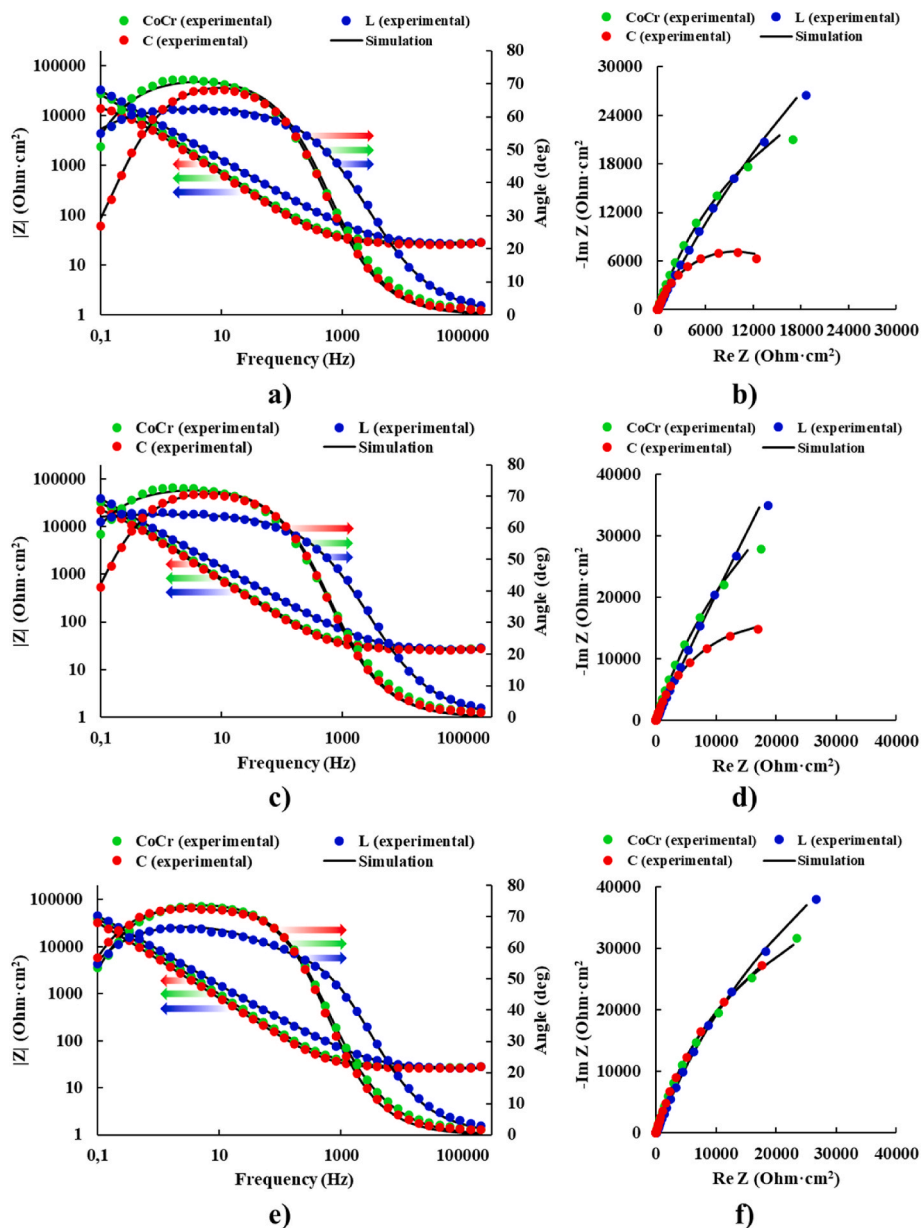 CoCr (experimental) L (experimental)
C (experimental) Simulation
100000
10000
1000
100
10
1
|Z| (Ohm·cm²)
80
70
60
50
40
30
20
10
0
Angle (deg)
0,1 10 1000 100000
Frequency (Hz)
a)
CoCr (experimental) L (experimental)
C (experimental) Simulation
30000
24000
18000
12000
6000
0
-Im Z (Ohm·cm²)
0 6000 12000 18000 24000 30000
Re Z (Ohm·cm²)
b)
CoCr (experimental) L (experimental)
C (experimental) Simulation
100000
10000
1000
100
10
1
|Z| (Ohm·cm²)
80
70
60
50
40
30
20
10
0
Angle (deg)
0,1 10 1000 100000
Frequency (Hz)
c)
CoCr (experimental) L (experimental)
C (experimental) Simulation
40000
30000
20000
10000
0
-Im Z (Ohm·cm²)
0 10000 20000 30000 40000
Re Z (Ohm·cm²)
d)
CoCr (experimental) L (experimental)
C (experimental) Simulation
100000
10000
1000
100
10
1
|Z| (Ohm·cm²)
80
70
60
50
40
30
20
10
0
Angle (deg)
0,1 10 1000 100000
Frequency (Hz)
e)
CoCr (experimental) L (experimental)
C (experimental) Simulation
40000
30000
20000
10000
0
-Im Z (Ohm·cm²)
0 10000 20000 30000 40000
Re Z (Ohm·cm²)
f)